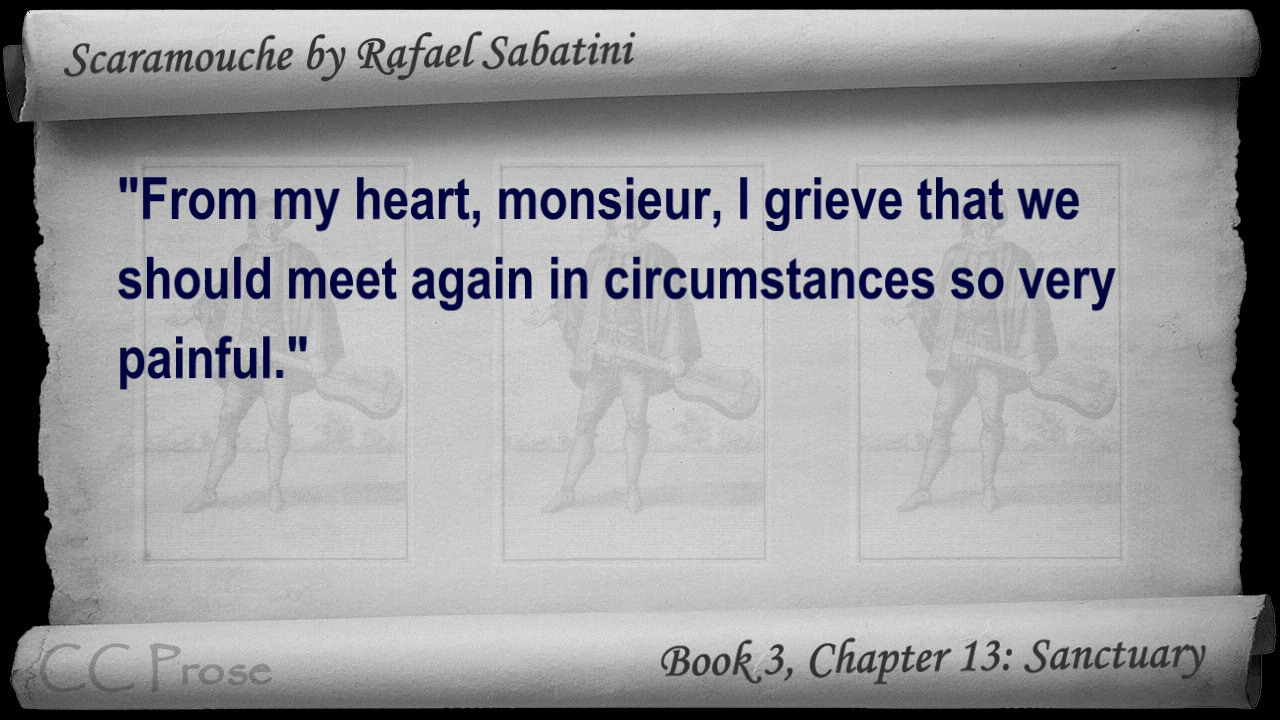 Scaramouche by Rafael Sabatini
"From my heart, monsieur, I grieve that we
should meet again in circumstances so very
painful."
CC Prose
Book 3, Chapter 13: Sanctuary